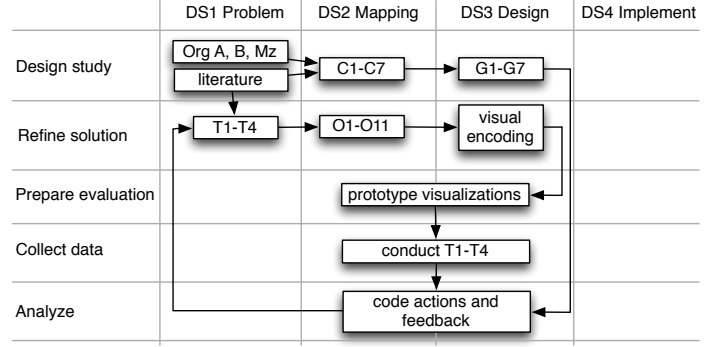 DS1 Problem DS2 Mapping DS3 Design DS4 Implement
Design study
Org A, B, Mz
literature
C1-C7
G1-G7
Refine solution
T1-T4
O1-O11
visual
encoding
Prepare evaluation
prototype visualizations
Collect data
conduct T1-T4
Analyze
code actions and
feedback